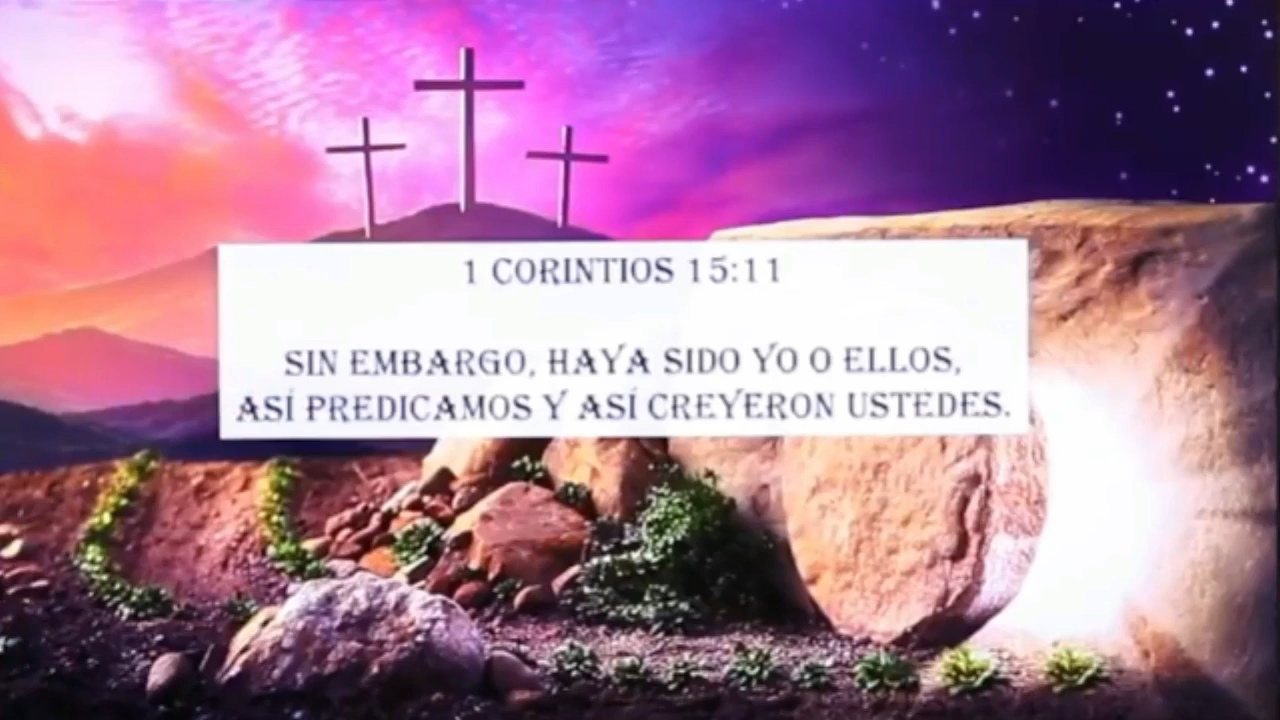 1 CORINTIOS 15:11
SIN EMBARGO, HAYA SIDO YO O ELLOS,
ASÍ PREDICAMOS Y ASÍ CREYERON USTEDES.